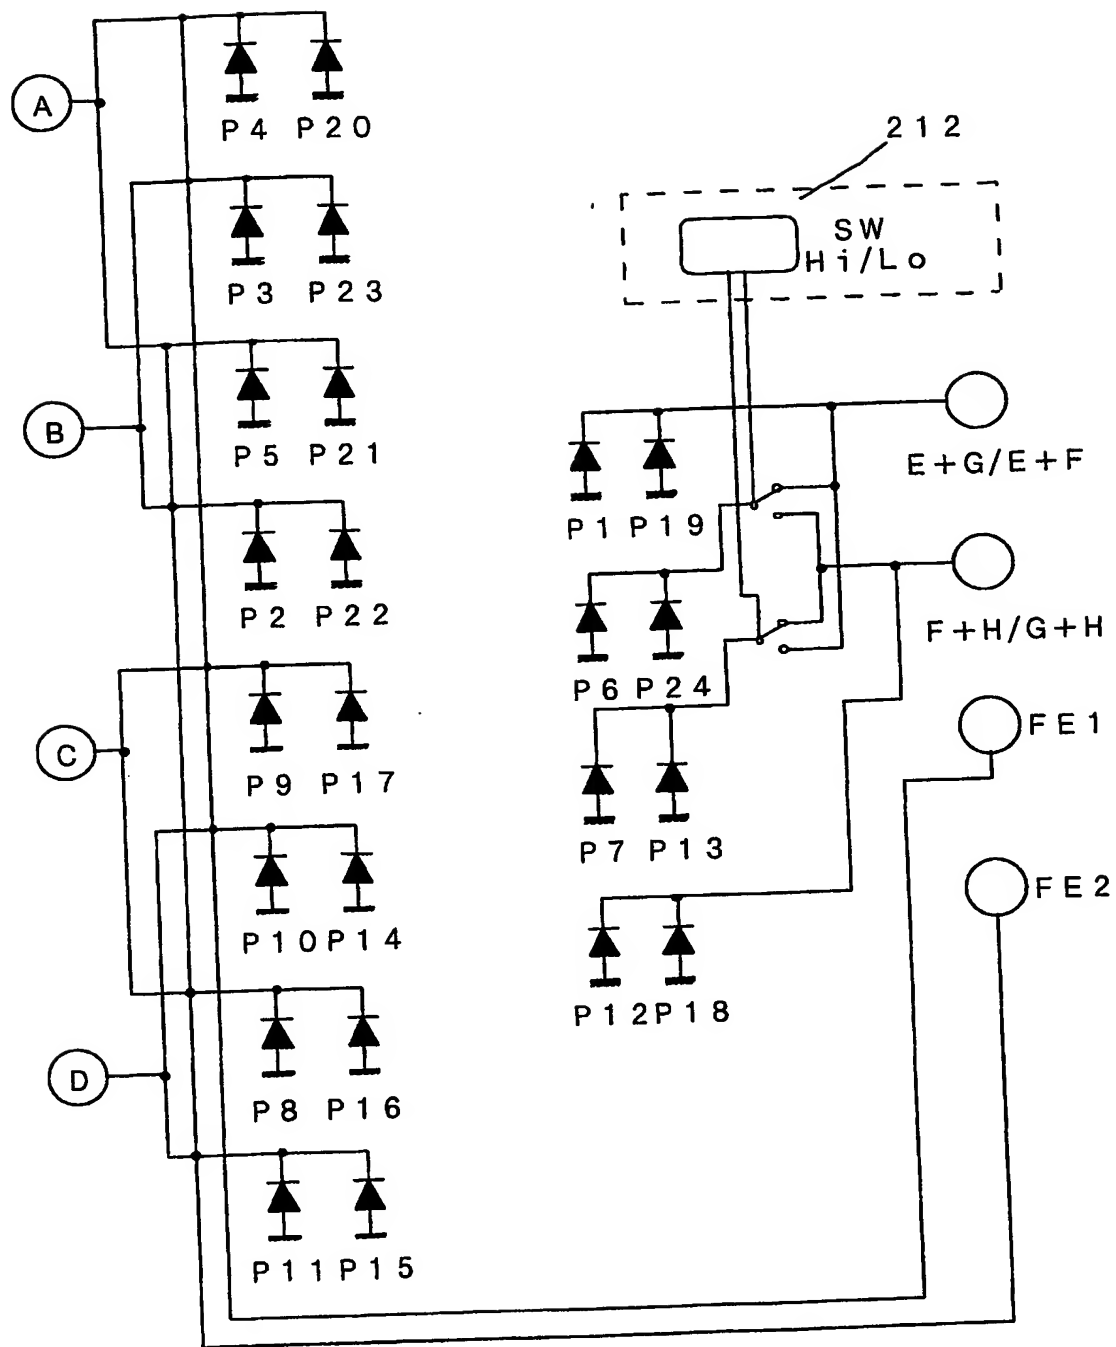 A
P4 P20
212
SW
Hi/Lo
P3 P23
B
P5 P21
E+G/E+F
P1 P19
P2 P22
F+H/G+H
P6 P24
C
FE1
P9 P17
P7 P13
FE2
P10 P14
P12 P18
D
P8 P16
P11 P15